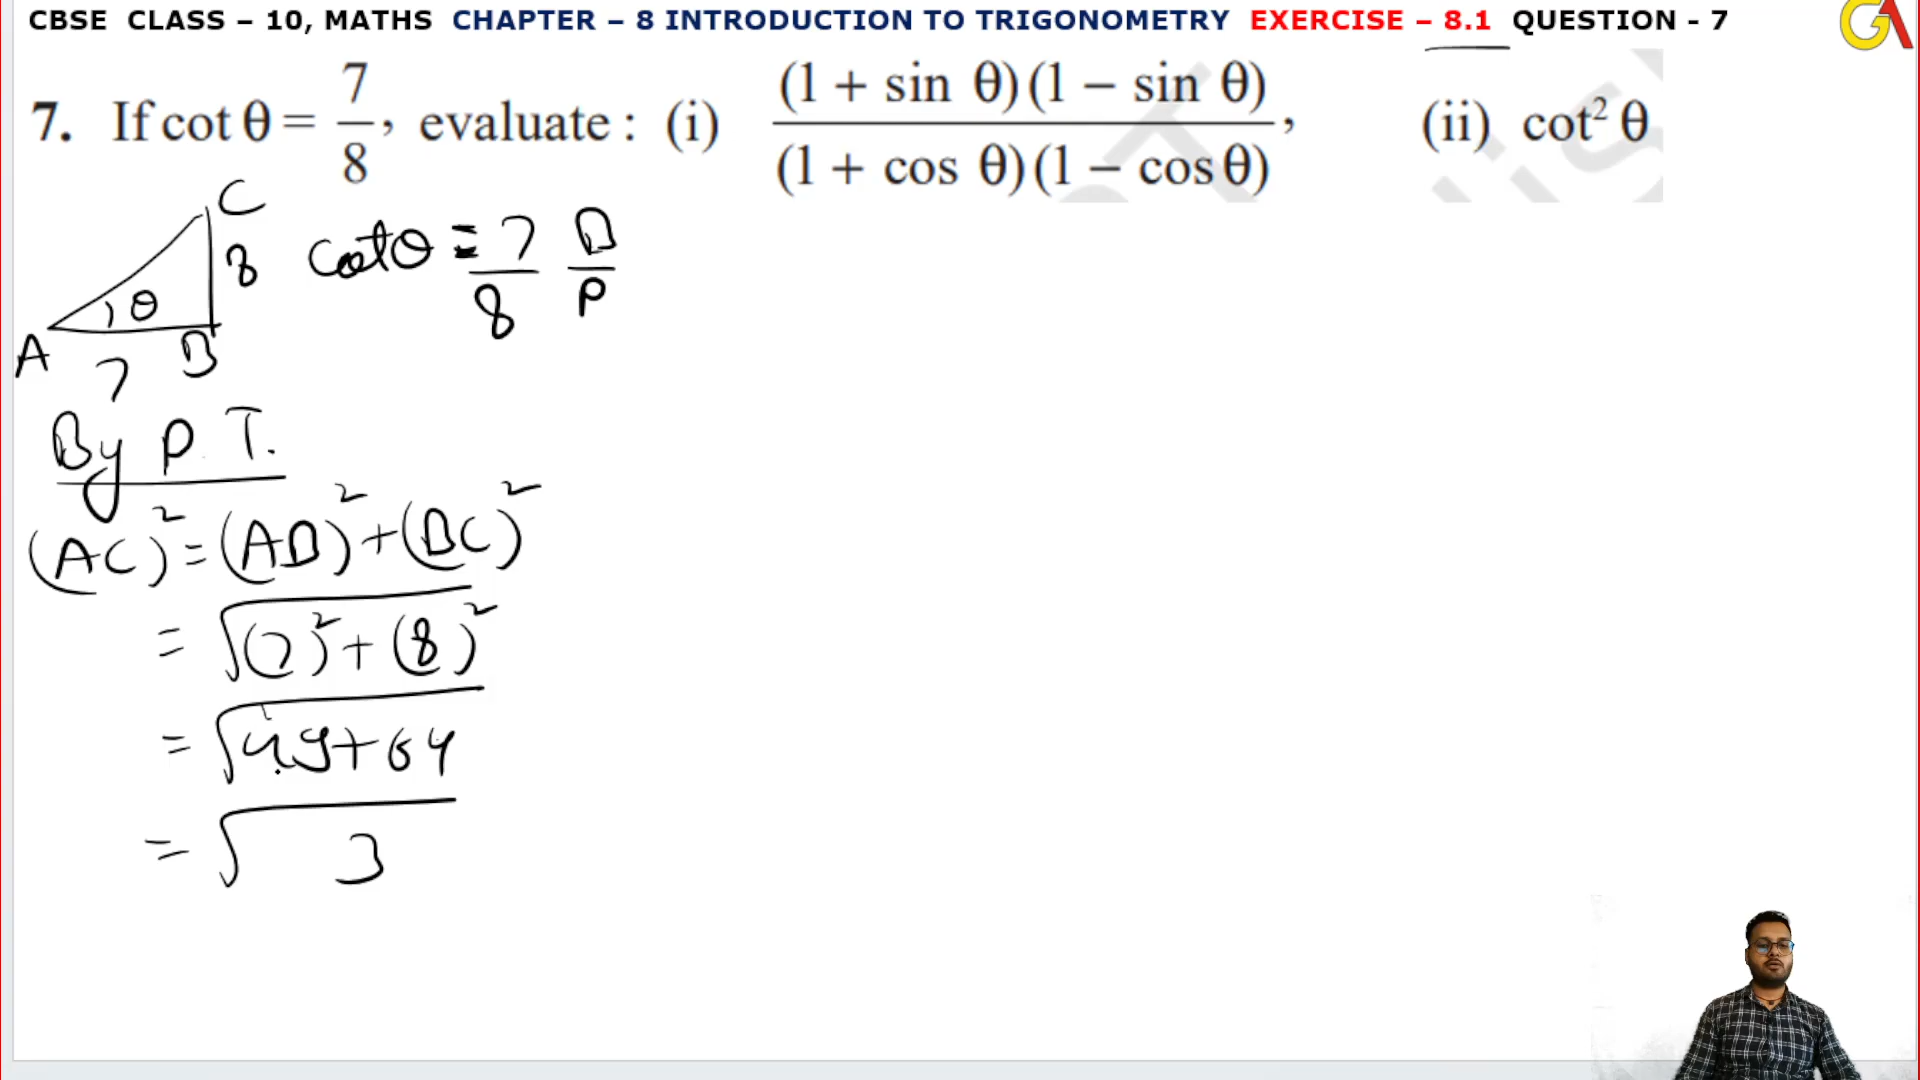 CBSE CLASS – 10, MATHS CHAPTER – 8 INTRODUCTION TO TRIGONOMETRY EXERCISE – 8.1 QUESTION - 7
GA
7. If cot θ = 7/8, evaluate : (i) (1 + sin θ)(1 – sin θ)/(1 + cos θ)(1 – cos θ), (ii) cot² θ
C
8
θ
A
7
B
cotθ = 7/8 B/P
By P.T.
(AC)² = (AB)² + (BC)²
= √(7)² + (8)²
= √49+64
= √ 3